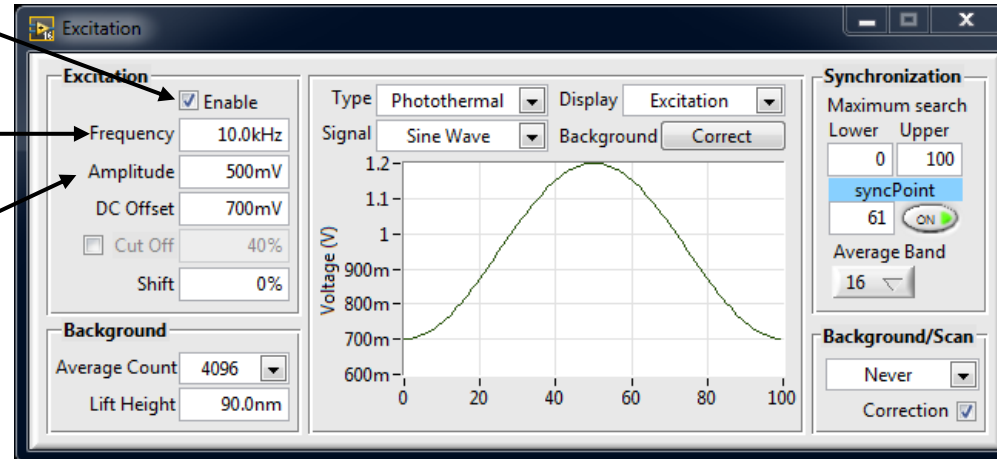 Excitation
Excitation
Enable
Frequency 10.0kHz
Amplitude 500mV
DC Offset 700mV
Cut Off 40%
Shift 0%
Background
Average Count 4096
Lift Height 90.0nm
Type Photothermal Display Excitation
Signal Sine Wave Background Correct
Voltage (V)
1.2
1.1
1
900m
800m
700m
600m
0 20 40 60 80 100
Synchronization
Maximum search
Lower Upper
0 100
syncPoint
61 ON
Average Band
16
Background/Scan
Never
Correction